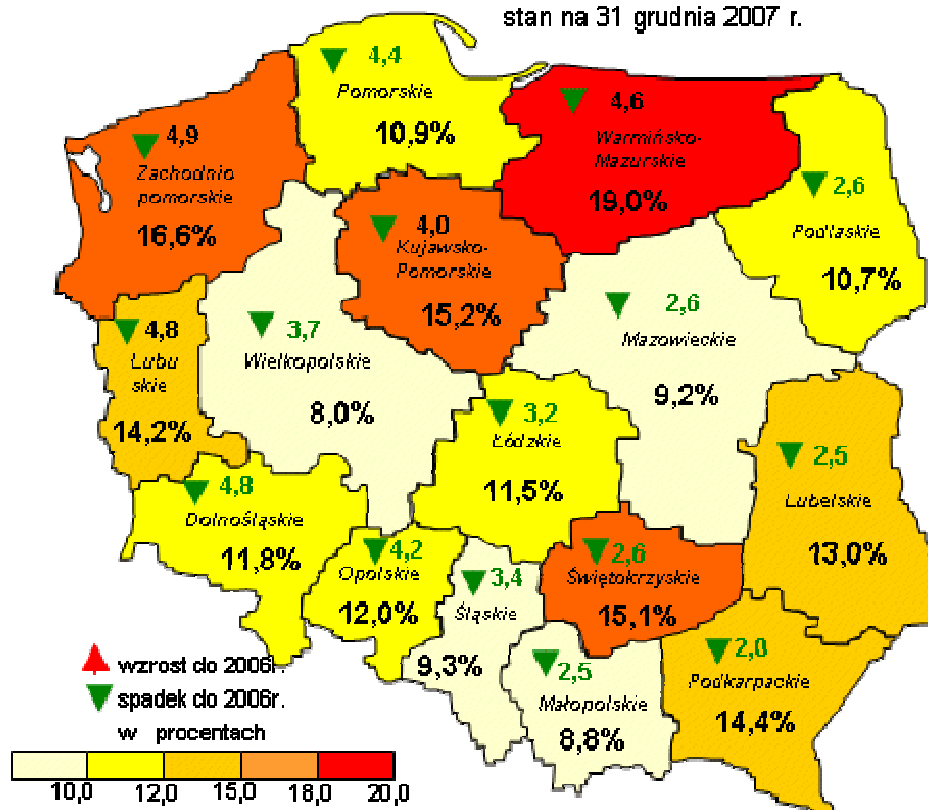 stan na 31 grudnia 2007 r.
4,4
Pomorskie
10,9%
4,6
Warmińsko-
Mazurskie
19,0%
4,9
Zachodnio
pomorskie
16,6%
2,6
Podlaskie
10,7%
4,0
Kujawsko-
Pomorskie
15,2%
2,6
Mazowieckie
9,2%
4,8
Lubu
skie
14,2%
3,7
Wielkopolskie
8,0%
3,2
Łódzkie
11,5%
2,5
Lubelskie
13,0%
4,8
Dolnośląskie
11,8%
4,2
Opolskie
12,0%
3,4
Śląskie
9,3%
2,6
Świętokrzyskie
15,1%
2,5
Małopolskie
8,8%
2,0
Podkarpackie
14,4%
wzrost do 2006r.
spadek do 2006r.
w procentach
10,0 12,0 15,0 18,0 20,0